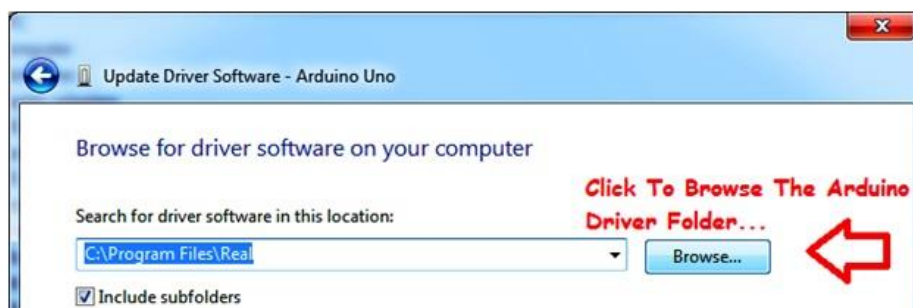 Update Driver Software - Arduino Uno
Browse for driver software on your computer
Click To Browse The Arduino
Driver Folder...
Search for driver software in this location:
C:\Program Files\Real
Browse...
Include subfolders